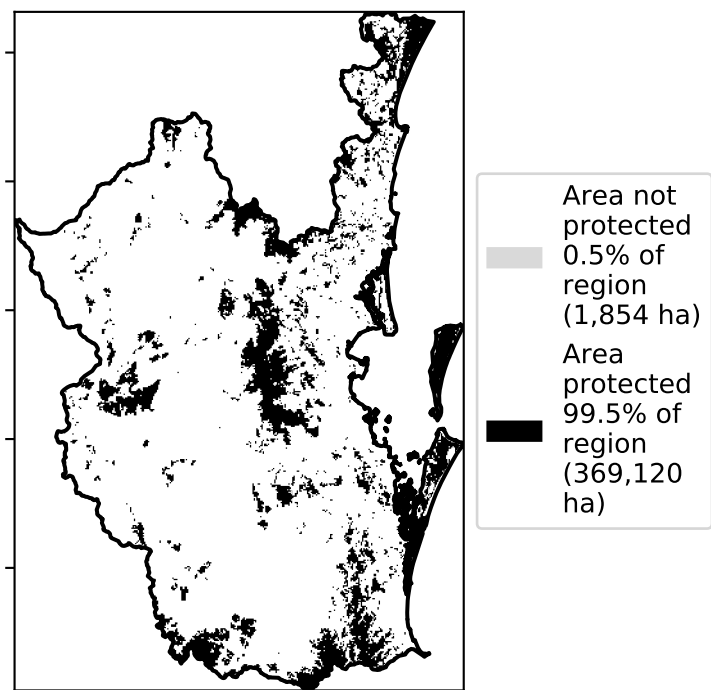 Area not
protected
0.5% of
region
(1,854 ha)
Area
protected
99.5% of
region
(369,120
ha)